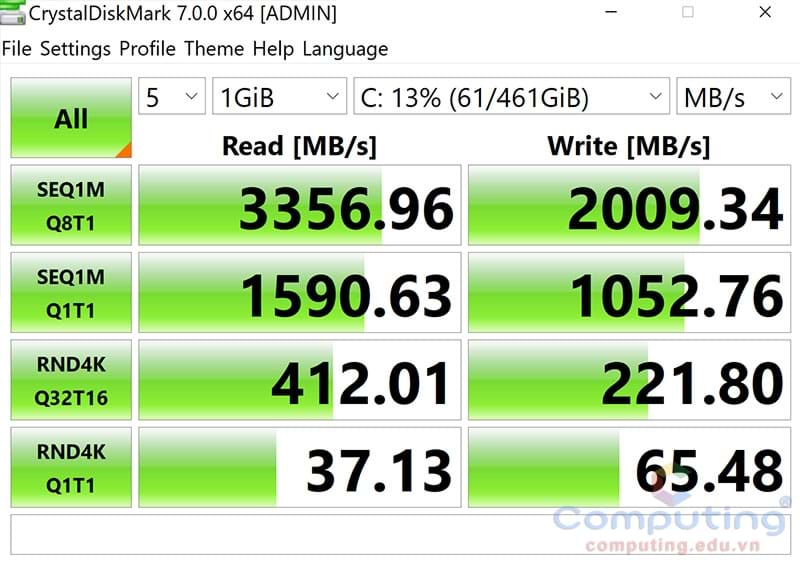 CrystalDiskMark 7.0.0 x64 [ADMIN]
File Settings Profile Theme Help Language
All 5 1GiB C: 13% (61/461GiB) MB/s
Read [MB/s] Write [MB/s]
SEQ1M
Q8T1
3356.96 2009.34
SEQ1M
Q1T1
1590.63 1052.76
RND4K
Q32T16
412.01 221.80
RND4K
Q1T1
37.13 65.48
Computing®
computing.edu.vn